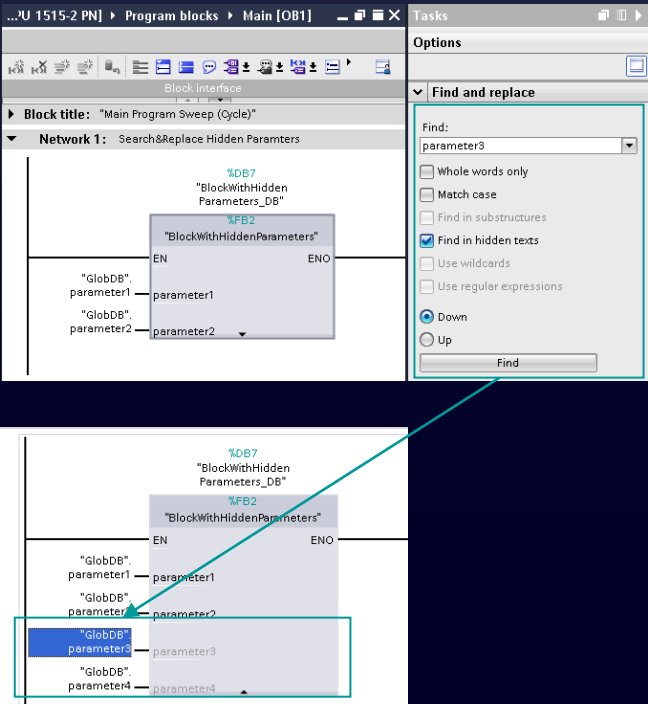 ...'U 1515-2 PN] ▸ Program blocks ▸ Main [OB1]
Block interface
Block title: "Main Program Sweep (Cycle)"
Network 1: Search&Replace Hidden Paramters
%DB7
"BlockWithHidden
Parameters_DB"
%FB2
"BlockWithHiddenParameters"
EN
ENO
"GlobDB".
parameter1
parameter1
"GlobDB".
parameter2
parameter2
Tasks
Options
Find and replace
Find:
parameter3
Whole words only
Match case
Find in substructures
Find in hidden texts
Use wildcards
Use regular expressions
Down
Up
Find
%DB7
"BlockWithHidden
Parameters_DB"
%FB2
"BlockWithHiddenParameters"
EN
ENO
"GlobDB".
parameter1
parameter1
"GlobDB".
parameter2
parameter2
"GlobDB".
parameter3
parameter3
"GlobDB".
parameter4
parameter4